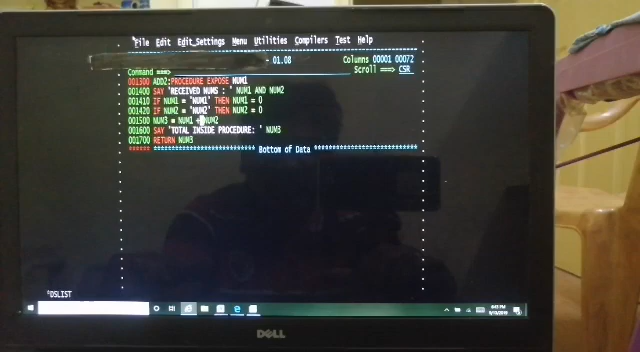 File Edit Edit_Settings Menu Utilities Compilers Test Help
- 01.08 Columns 00001 00072
Command ===> Scroll ===> CSR
001300 ADD2:PROCEDURE EXPOSE NUM1
001400 SAY 'RECEIVED NUMS : ' NUM1 AND NUM2
001410 IF NUM1 = 'NUM1' THEN NUM1 = 0
001420 IF NUM2 = 'NUM2' THEN NUM2 = 0
001500 NUM3 = NUM1 + NUM2
001600 SAY 'TOTAL INSIDE PROCEDURE: ' NUM3
001700 RETURN NUM3
****** **************************** Bottom of Data ****************************
*DSLIST
DELL